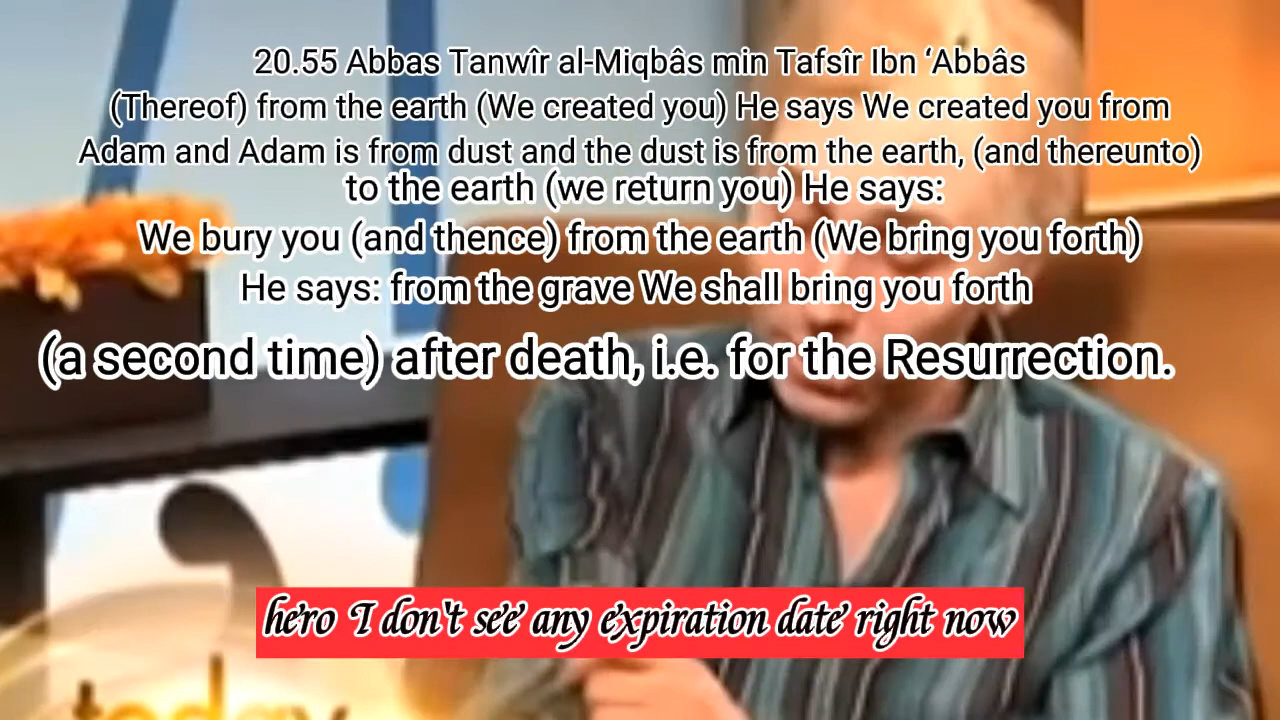 20.55 Abbas Tanwîr al-Miqbâs min Tafsîr Ibn ‘Abbâs
(Thereof) from the earth (We created you) He says We created you from
Adam and Adam is from dust and the dust is from the earth, (and thereunto)
to the earth (we return you) He says:
We bury you (and thence) from the earth (We bring you forth)
He says: from the grave We shall bring you forth
(a second time) after death, i.e. for the Resurrection.
hero I don't see any expiration date right now
today